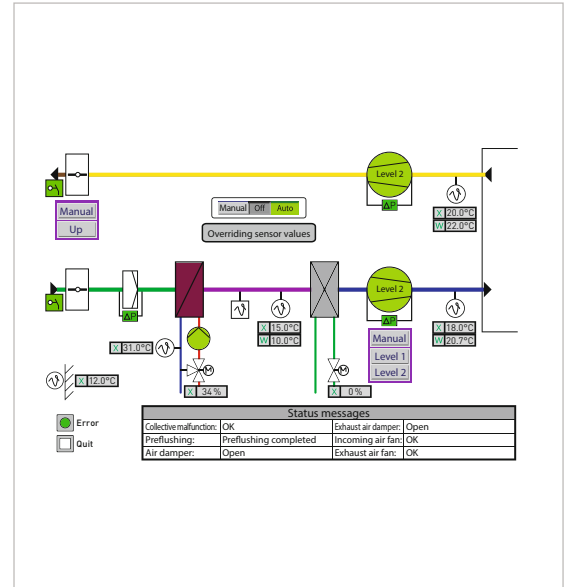 Level 2
ΔP
Manual
Up
Manual Off Auto
Overriding sensor values
X 20.0°C
W 22.0°C
Level 2
ΔP
ΔP
X 31.0°C
X 15.0°C
W 10.0°C
X 18.0°C
W 20.7°C
Manual
Level 1
Level 2
M
M
X 12.0°C
X 34 %
X 0 %
Error
Quit
Status messages
Collective malfunction: OK Exhaust air damper: Open
Preflushing: Preflushing completed Incoming air fan: OK
Air damper: Open Exhaust air fan: OK